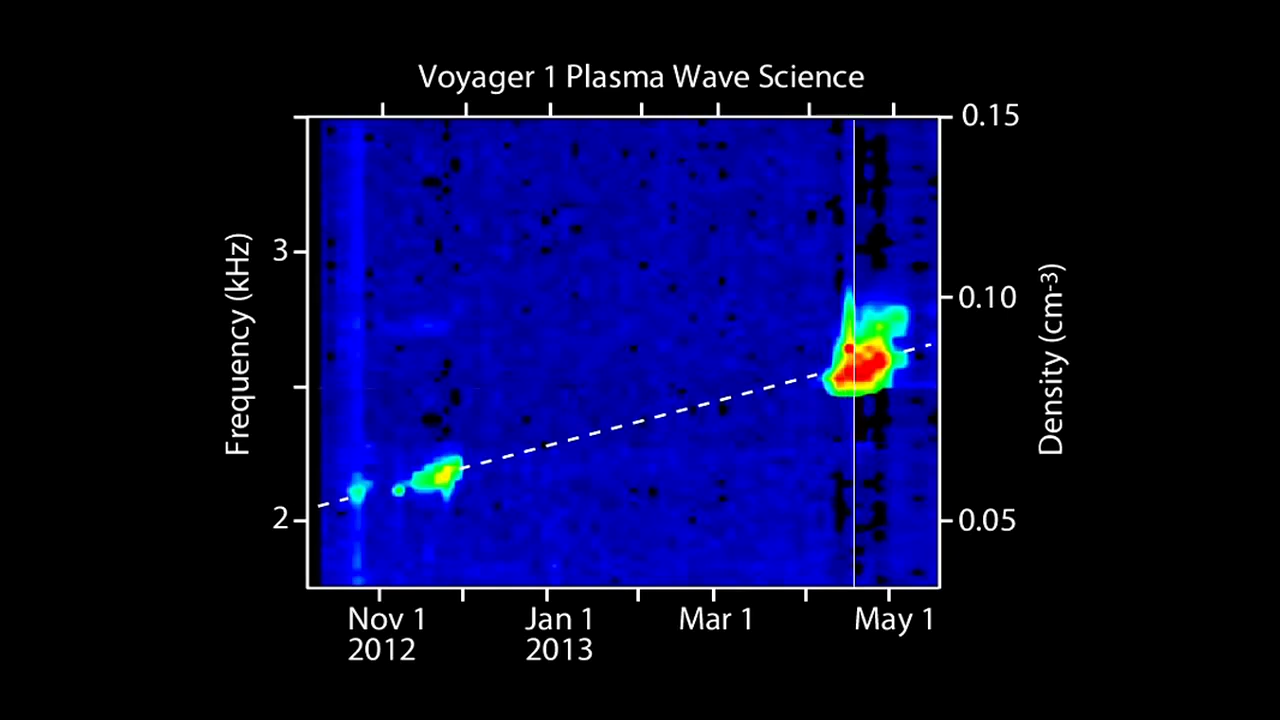 Voyager 1 Plasma Wave Science
0.15
3
0.10
Frequency (kHz)
Density (cm-3)
2
0.05
Nov 1
2012
Jan 1
2013
Mar 1
May 1